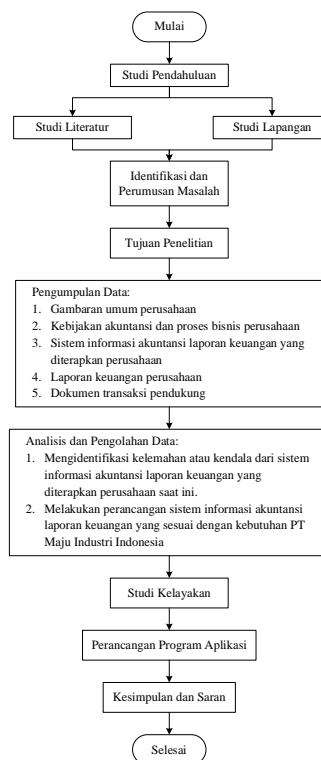 Mulai
Studi Pendahuluan
Studi Literatur
Studi Lapangan
Identifikasi dan
Perumusan Masalah
Tujuan Penelitian
Pengumpulan Data:
1. Gambaran umum perusahaan
2. Kebijakan akuntansi dan proses bisnis perusahaan
3. Sistem informasi akuntansi laporan keuangan yang
diterapkan perusahaan
4. Laporan keuangan perusahaan
5. Dokumen transaksi pendukung
Analisis dan Pengolahan Data:
1. Mengidentifikasi kelemahan atau kendala dari sistem
informasi akuntansi laporan keuangan yang
diterapkan perusahaan saat ini.
2. Melakukan perancangan sistem informasi akuntansi
laporan keuangan yang sesuai dengan kebutuhan PT
Maju Industri Indonesia
Studi Kelayakan
Perancangan Program Aplikasi
Kesimpulan dan Saran
Selesai